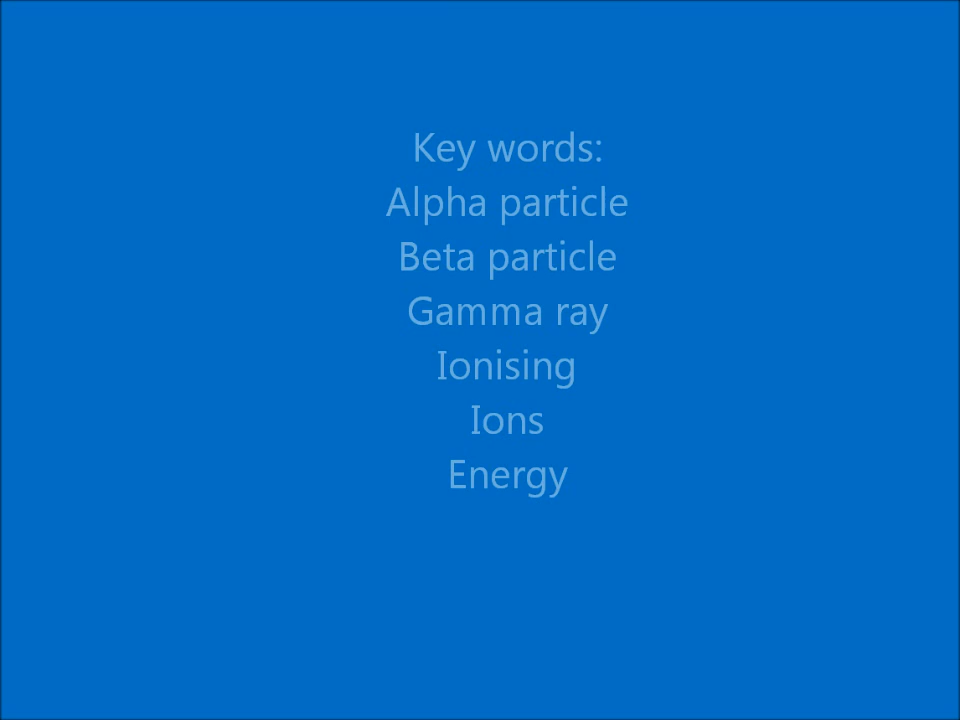 Key words:
Alpha particle
Beta particle
Gamma ray
Ionising
Ions
Energy